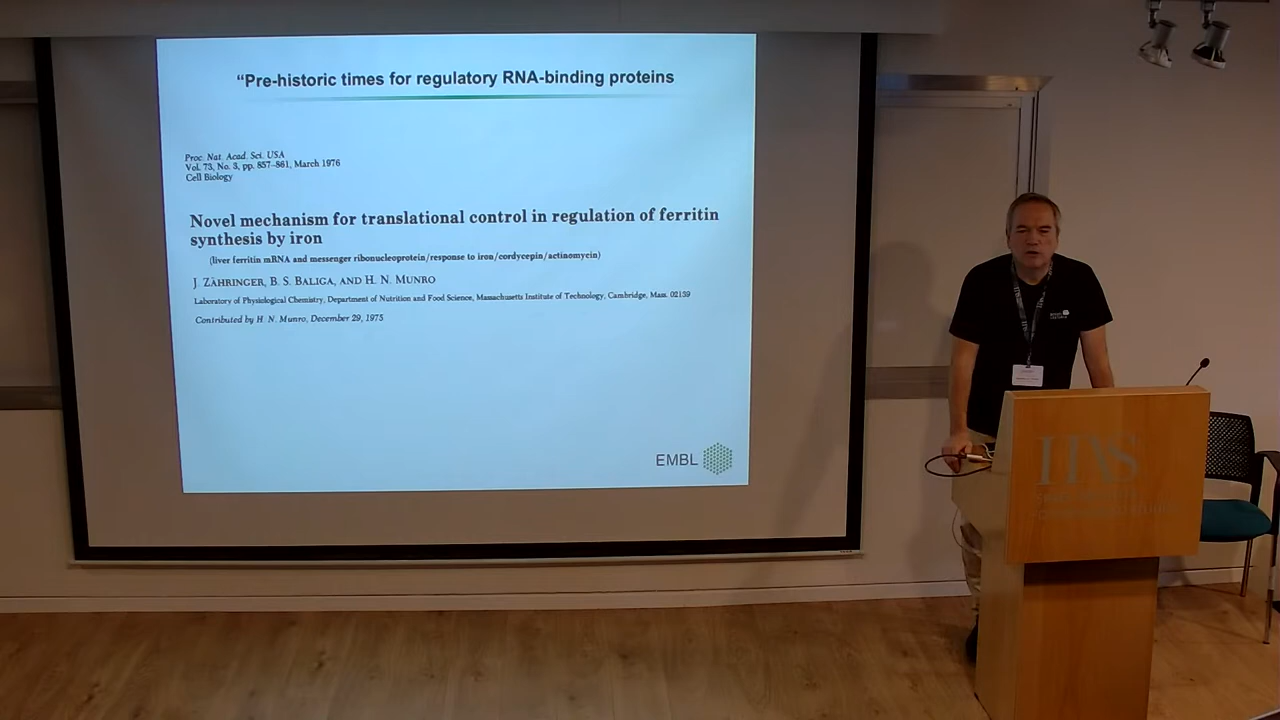 “Pre-historic times for regulatory RNA-binding proteins
Proc. Nat. Acad. Sci. USA
Vol. 73, No. 3, pp. 857–861, March 1976
Cell Biology
Novel mechanism for translational control in regulation of ferritin
synthesis by iron
(liver ferritin mRNA and messenger ribonucleoprotein/response to iron/cordycepin/actinomycin)
J. ZÄHRINGER, B. S. BALIGA, AND H. N. MUNRO
Laboratory of Physiological Chemistry, Department of Nutrition and Food Science, Massachusetts Institute of Technology, Cambridge, Mass. 02139
Contributed by H. N. Munro, December 29, 1975
EMBL
IIAS